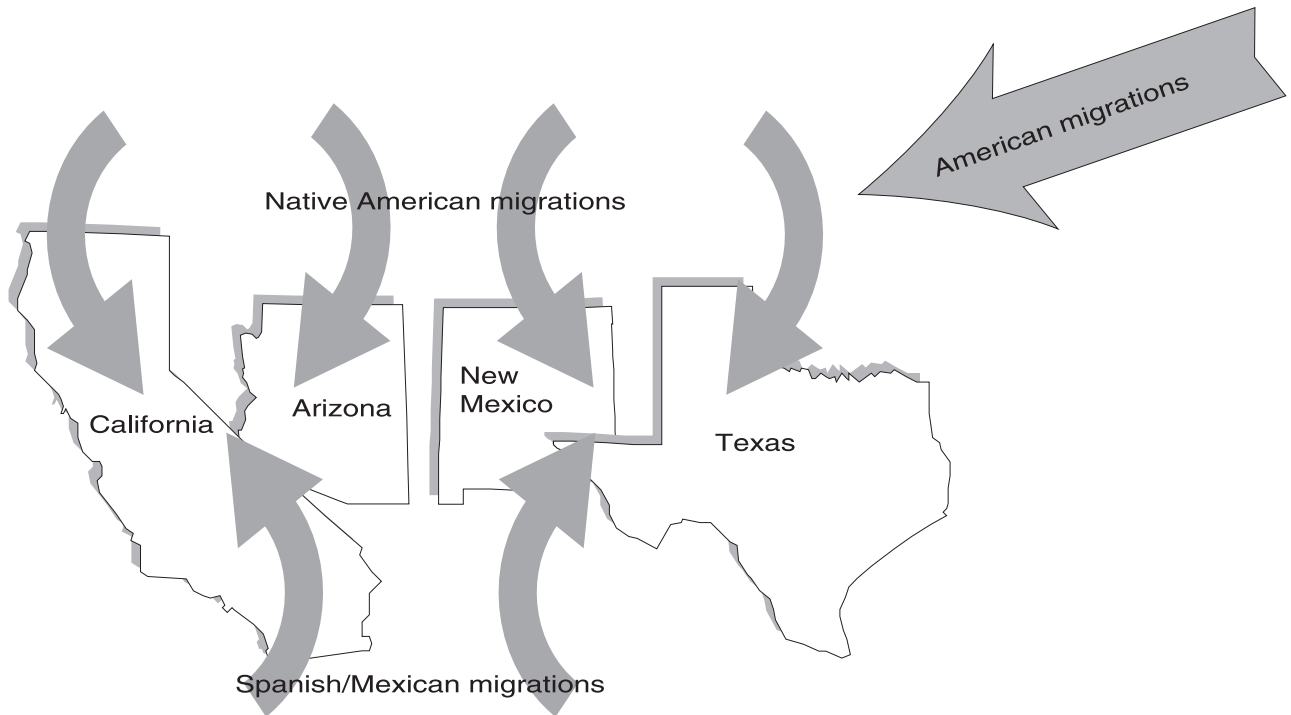 American migrations
Native American migrations
New
Mexico
Arizona
California
Texas
Spanish/Mexican migrations